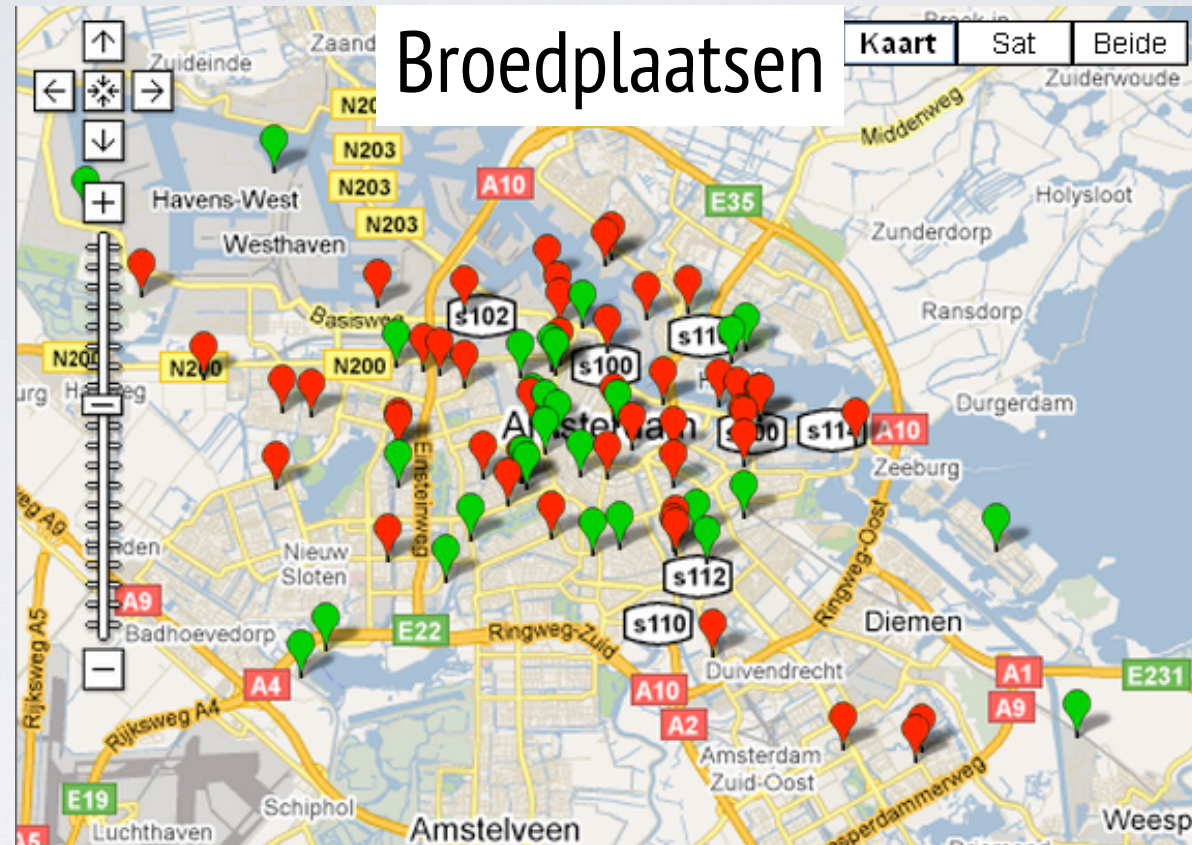 Broedplaatsen
Kaart Sat Beide
Zuideinde
Zuiderwoude
N203
N203
N203
Middenweg
A10
E35
Holysloot
Havens-West
Westhaven
Zunderdorp
Ransdorp
Basisweg
s102
s100
N200
N200
N200
Amsterdam
s114
A10
Durgerdam
Zeeburg
Einsteinweg
Ringweg-Oost
Nieuw
Sloten
s112
s110
A9
Badhoevedorp
E22
Ringweg-Zuid
Diemen
Duivendrecht
A1
E231
A4
A10
A9
A2
Rijksweg A5
Rijksweg A4
Amsterdam
Zuid-Oost
E19
Schiphol
Luchthaven
Amstelveen
Weesp
A5